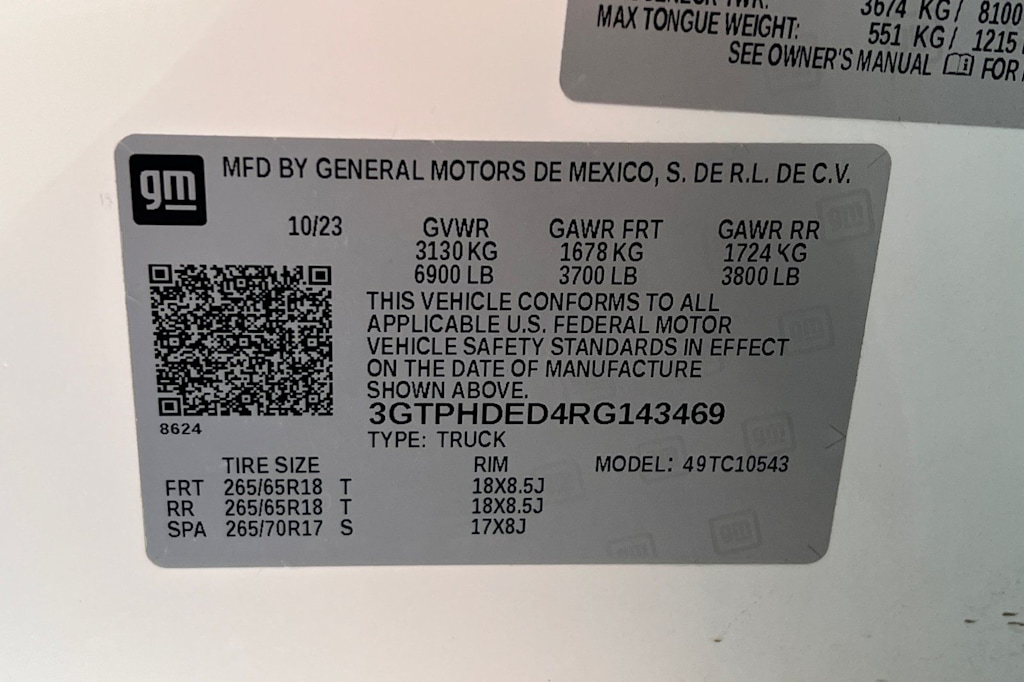 3674 KG/ 8100
MAX TONGUE WEIGHT: 551 KG/ 1215
SEE OWNER'S MANUAL FOR
gm
MFD BY GENERAL MOTORS DE MEXICO, S. DE R.L. DE C.V.
10/23 GVWR GAWR FRT GAWR RR
3130 KG 1678 KG 1724 KG
6900 LB 3700 LB 3800 LB
THIS VEHICLE CONFORMS TO ALL
APPLICABLE U.S. FEDERAL MOTOR
VEHICLE SAFETY STANDARDS IN EFFECT
ON THE DATE OF MANUFACTURE
SHOWN ABOVE.
3GTPHDED4RG143469
8624
TYPE: TRUCK
TIRE SIZE RIM MODEL: 49TC10543
FRT 265/65R18 T 18X8.5J
RR 265/65R18 T 18X8.5J
SPA 265/70R17 S 17X8J